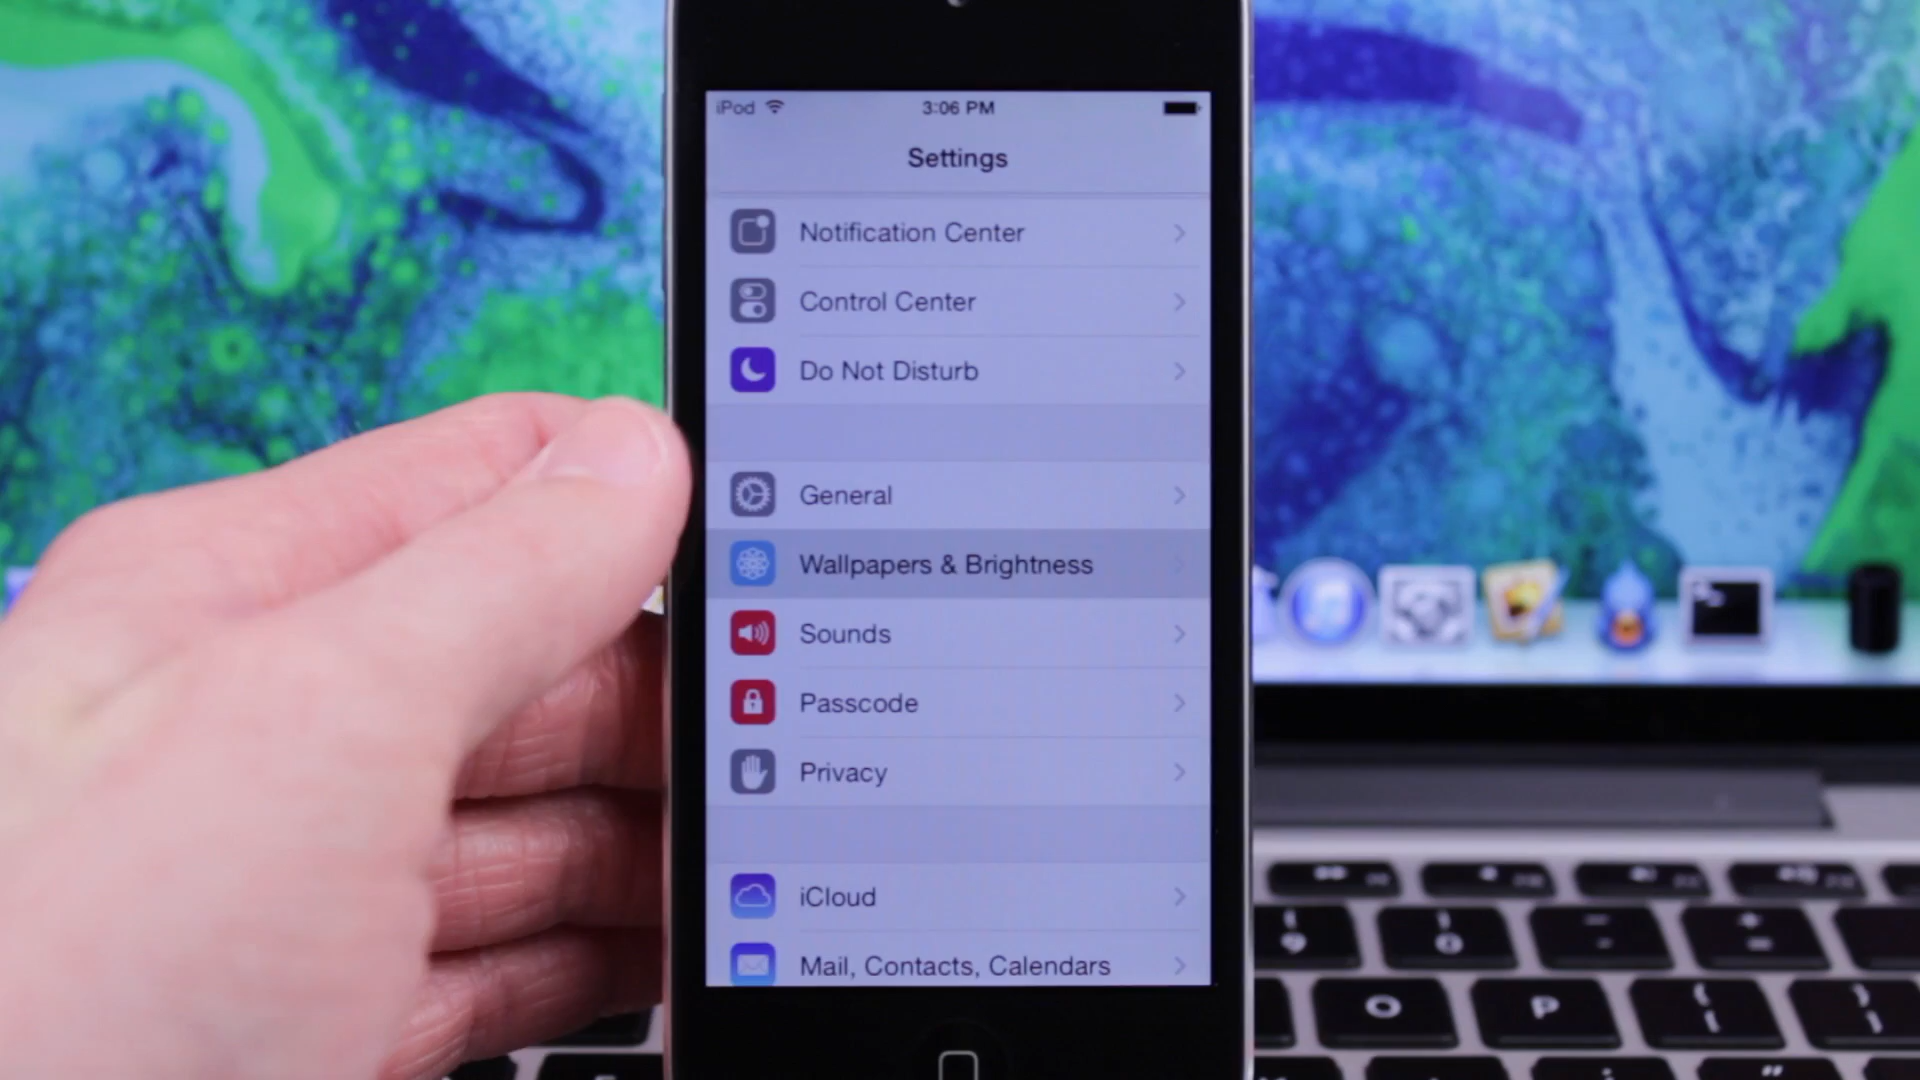 iPod 3:06 PM
Settings
Notification Center
Control Center
Do Not Disturb
General
Wallpapers & Brightness
Sounds
Passcode
Privacy
iCloud
Mail, Contacts, Calendars
9
O P